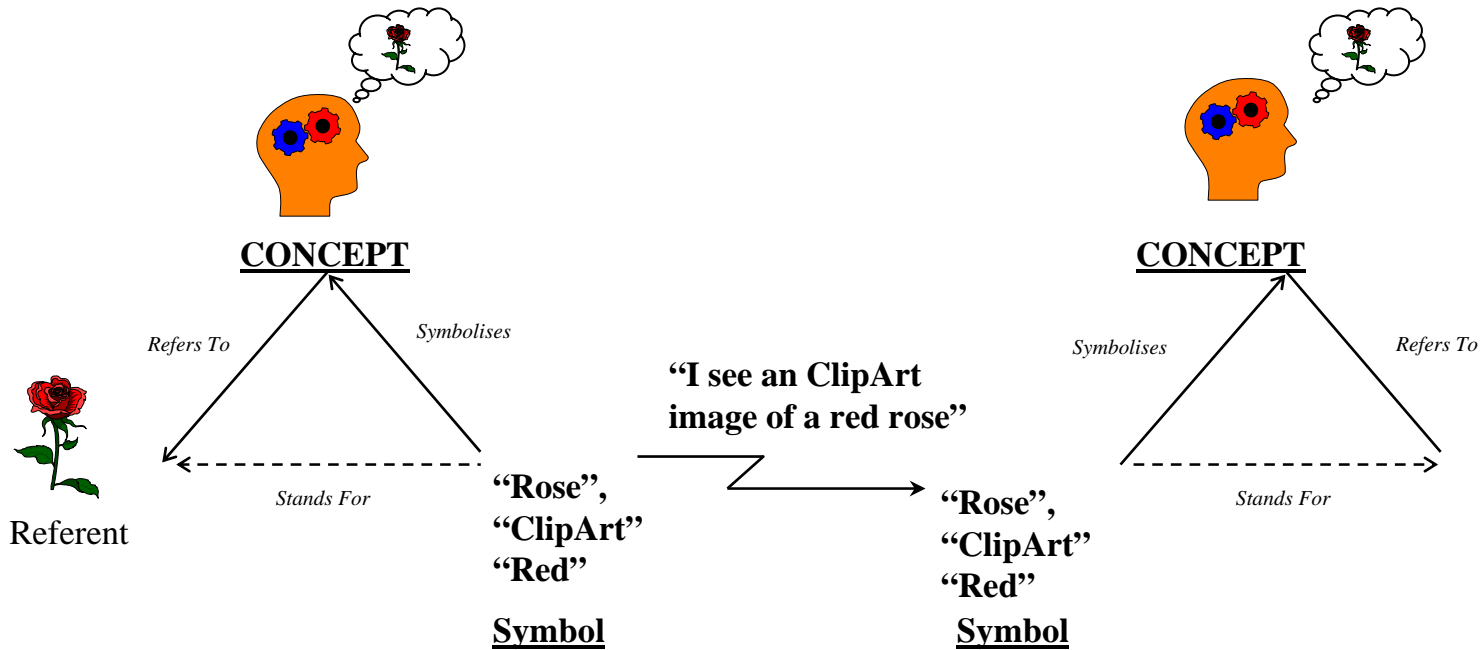 CONCEPT
Refers To
Symbolises
Stands For
Referent
“Rose”,
“ClipArt”
“Red”
Symbol
“I see an ClipArt
image of a red rose”
CONCEPT
Symbolises
Refers To
Stands For
“Rose”,
“ClipArt”
“Red”
Symbol